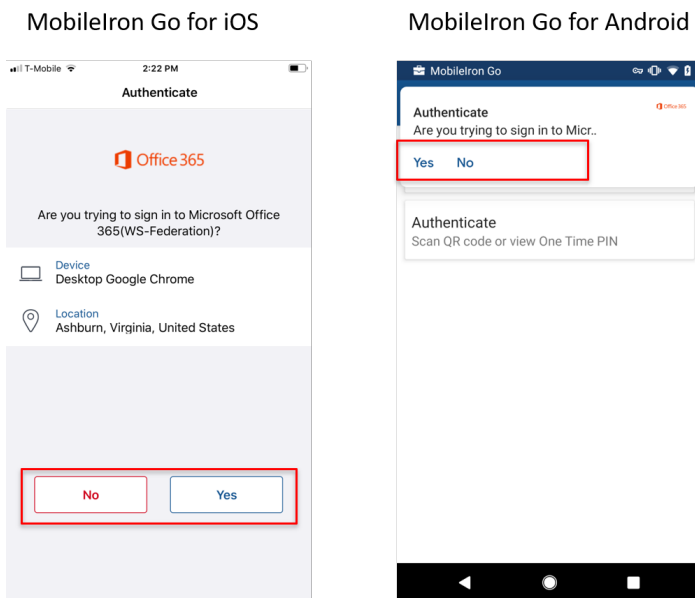 MobileIron Go for iOS
T-Mobile
2:22 PM
Authenticate
Office 365
Are you trying to sign in to Microsoft Office
365(WS-Federation)?
Device
Desktop Google Chrome
Location
Ashburn, Virginia, United States
No
Yes
MobileIron Go for Android
MobileIron Go
Authenticate
Office 365
Are you trying to sign in to Micr..
Yes
No
Authenticate
Scan QR code or view One Time PIN